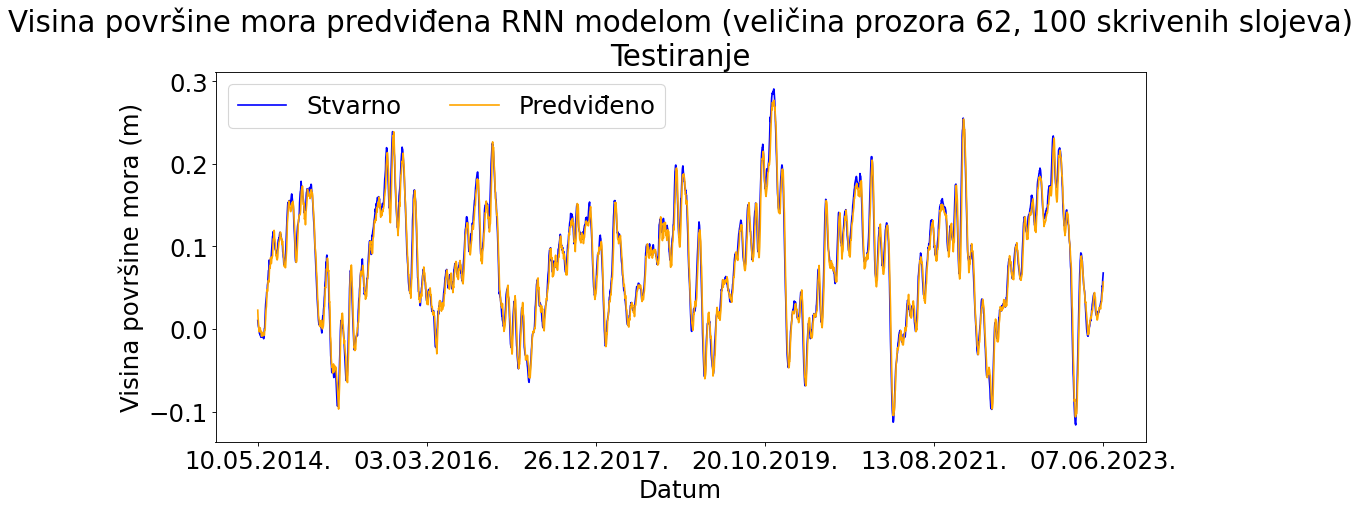 Visina površine mora predviđena RNN modelom (veličina prozora 62, 100 skrivenih slojeva)
Testiranje
Stvarno
Predviđeno
Visina površine mora (m)
0.3
0.2
0.1
0.0
−0.1
10.05.2014.
03.03.2016.
26.12.2017.
20.10.2019.
13.08.2021.
07.06.2023.
Datum